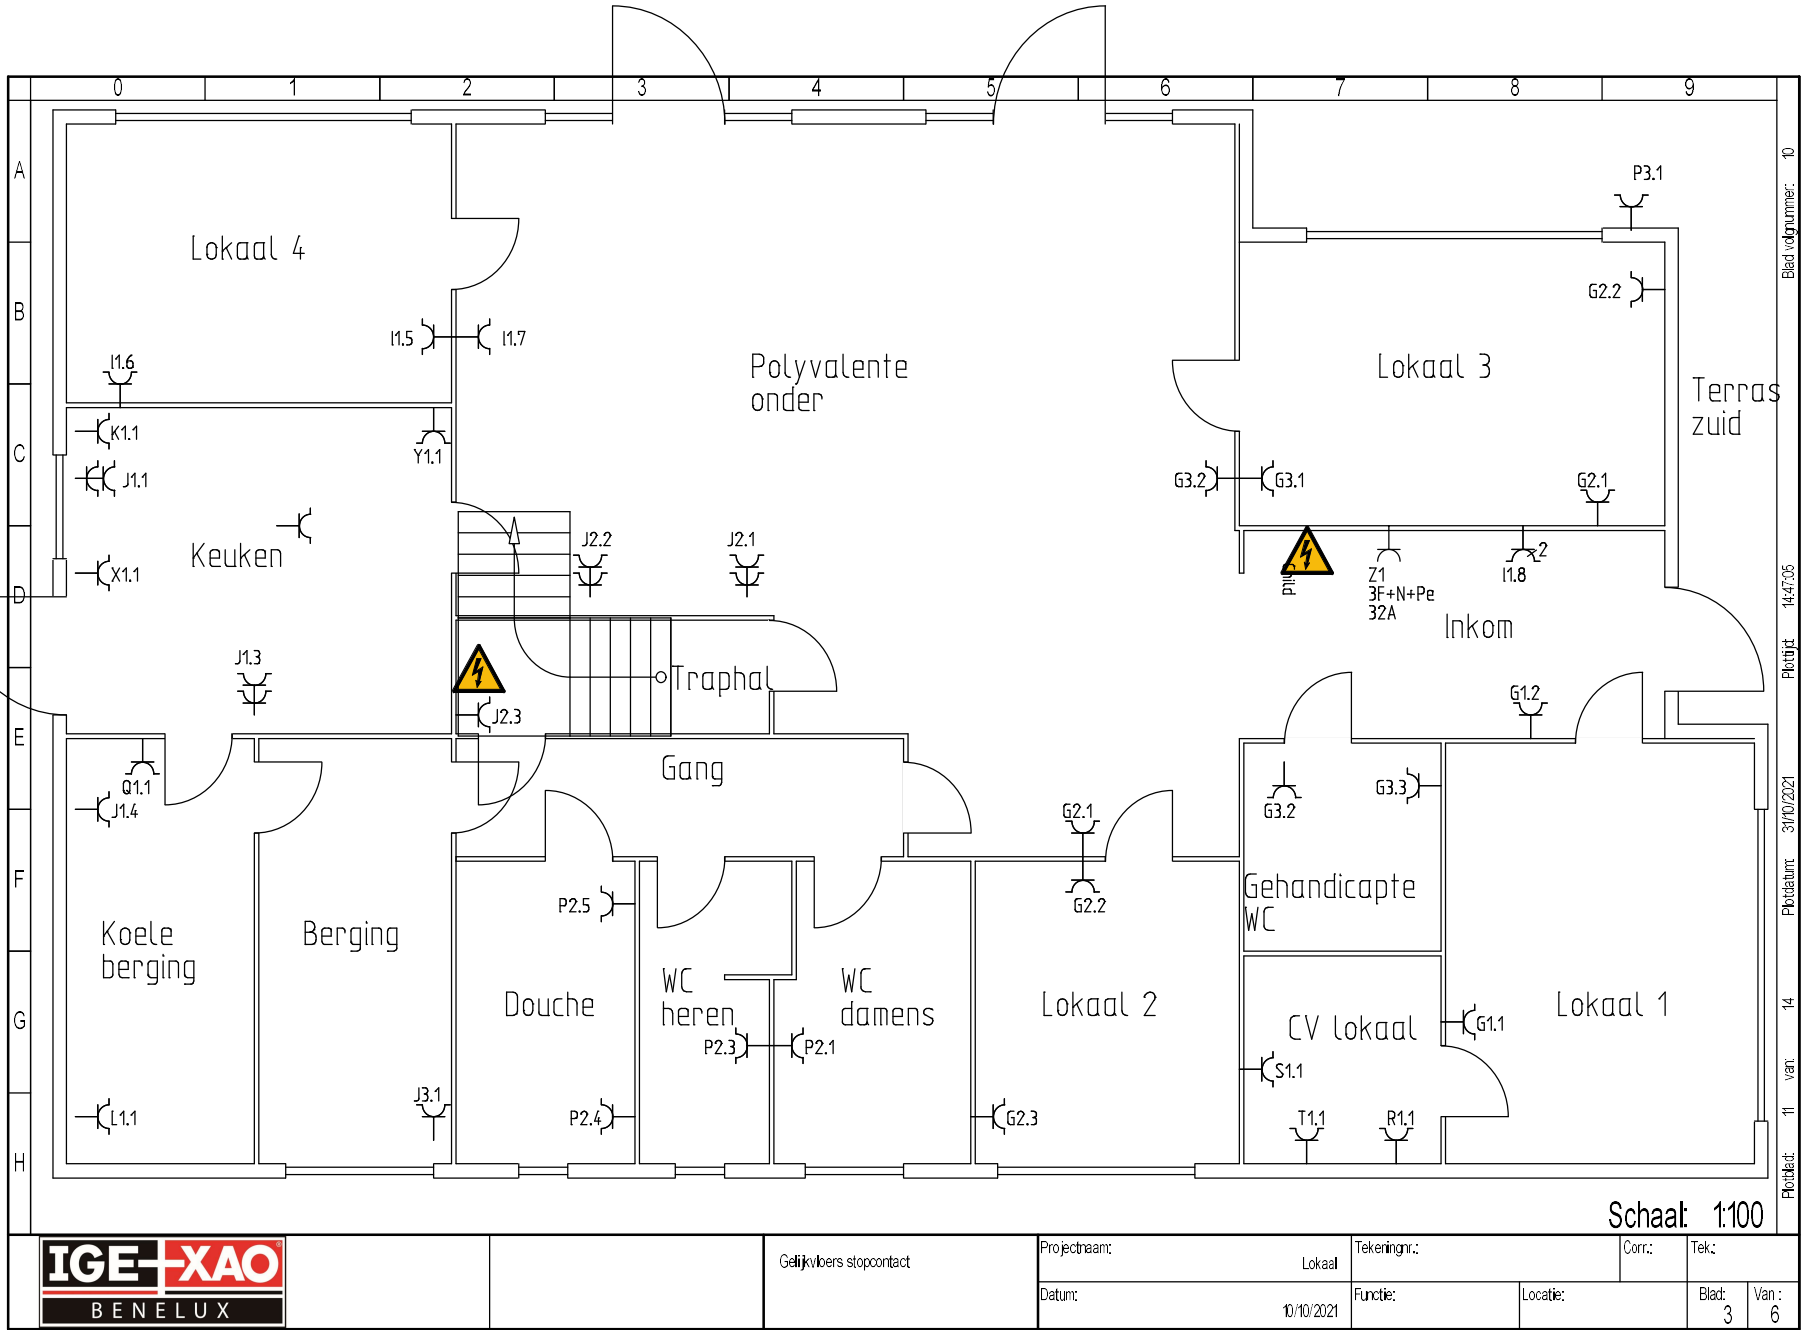 0 1 2 3 4 5 6 7 8 9
A
B
C
D
E
F
G
H
Lokaal 4
P3.1
G2.2
I1.5
I1.7
I1.6
Polyvalente
onder
Lokaal 3
Terras
zuid
K1.1
Y1.1
J1.1
G3.2
G3.1
G2.1
Keuken
X1.1
J2.2
J2.1
Z1
3F+N+Pe
32A
x2
I1.8
Inkom
J1.3
Traphal
J2.3
G1.2
Gang
Q1.1
J1.4
G3.2
G3.3
G2.1
G2.2
Gehandicapte
WC
P2.5
Koele
berging
Berging
Douche
WC
heren
WC
damens
Lokaal 2
CV lokaal
Lokaal 1
G1.1
P2.3
P2.1
S1.1
L1.1
J3.1
P2.4
G2.3
T1.1
R1.1
Blad volgnummer: 10
Plottijd: 14:47:05
Plotdatum: 31/10/2021
Plotblad: 11 van: 14
Schaal: 1:100
IGE+XAO
BENELUX
Gelijkvloers stopcontact
Projectnaam:
Lokaal
Datum:
10/10/2021
Tekeningnr.:
Corr.:
Tek.:
Functie:
Locatie:
Blad:
3
Van :
6